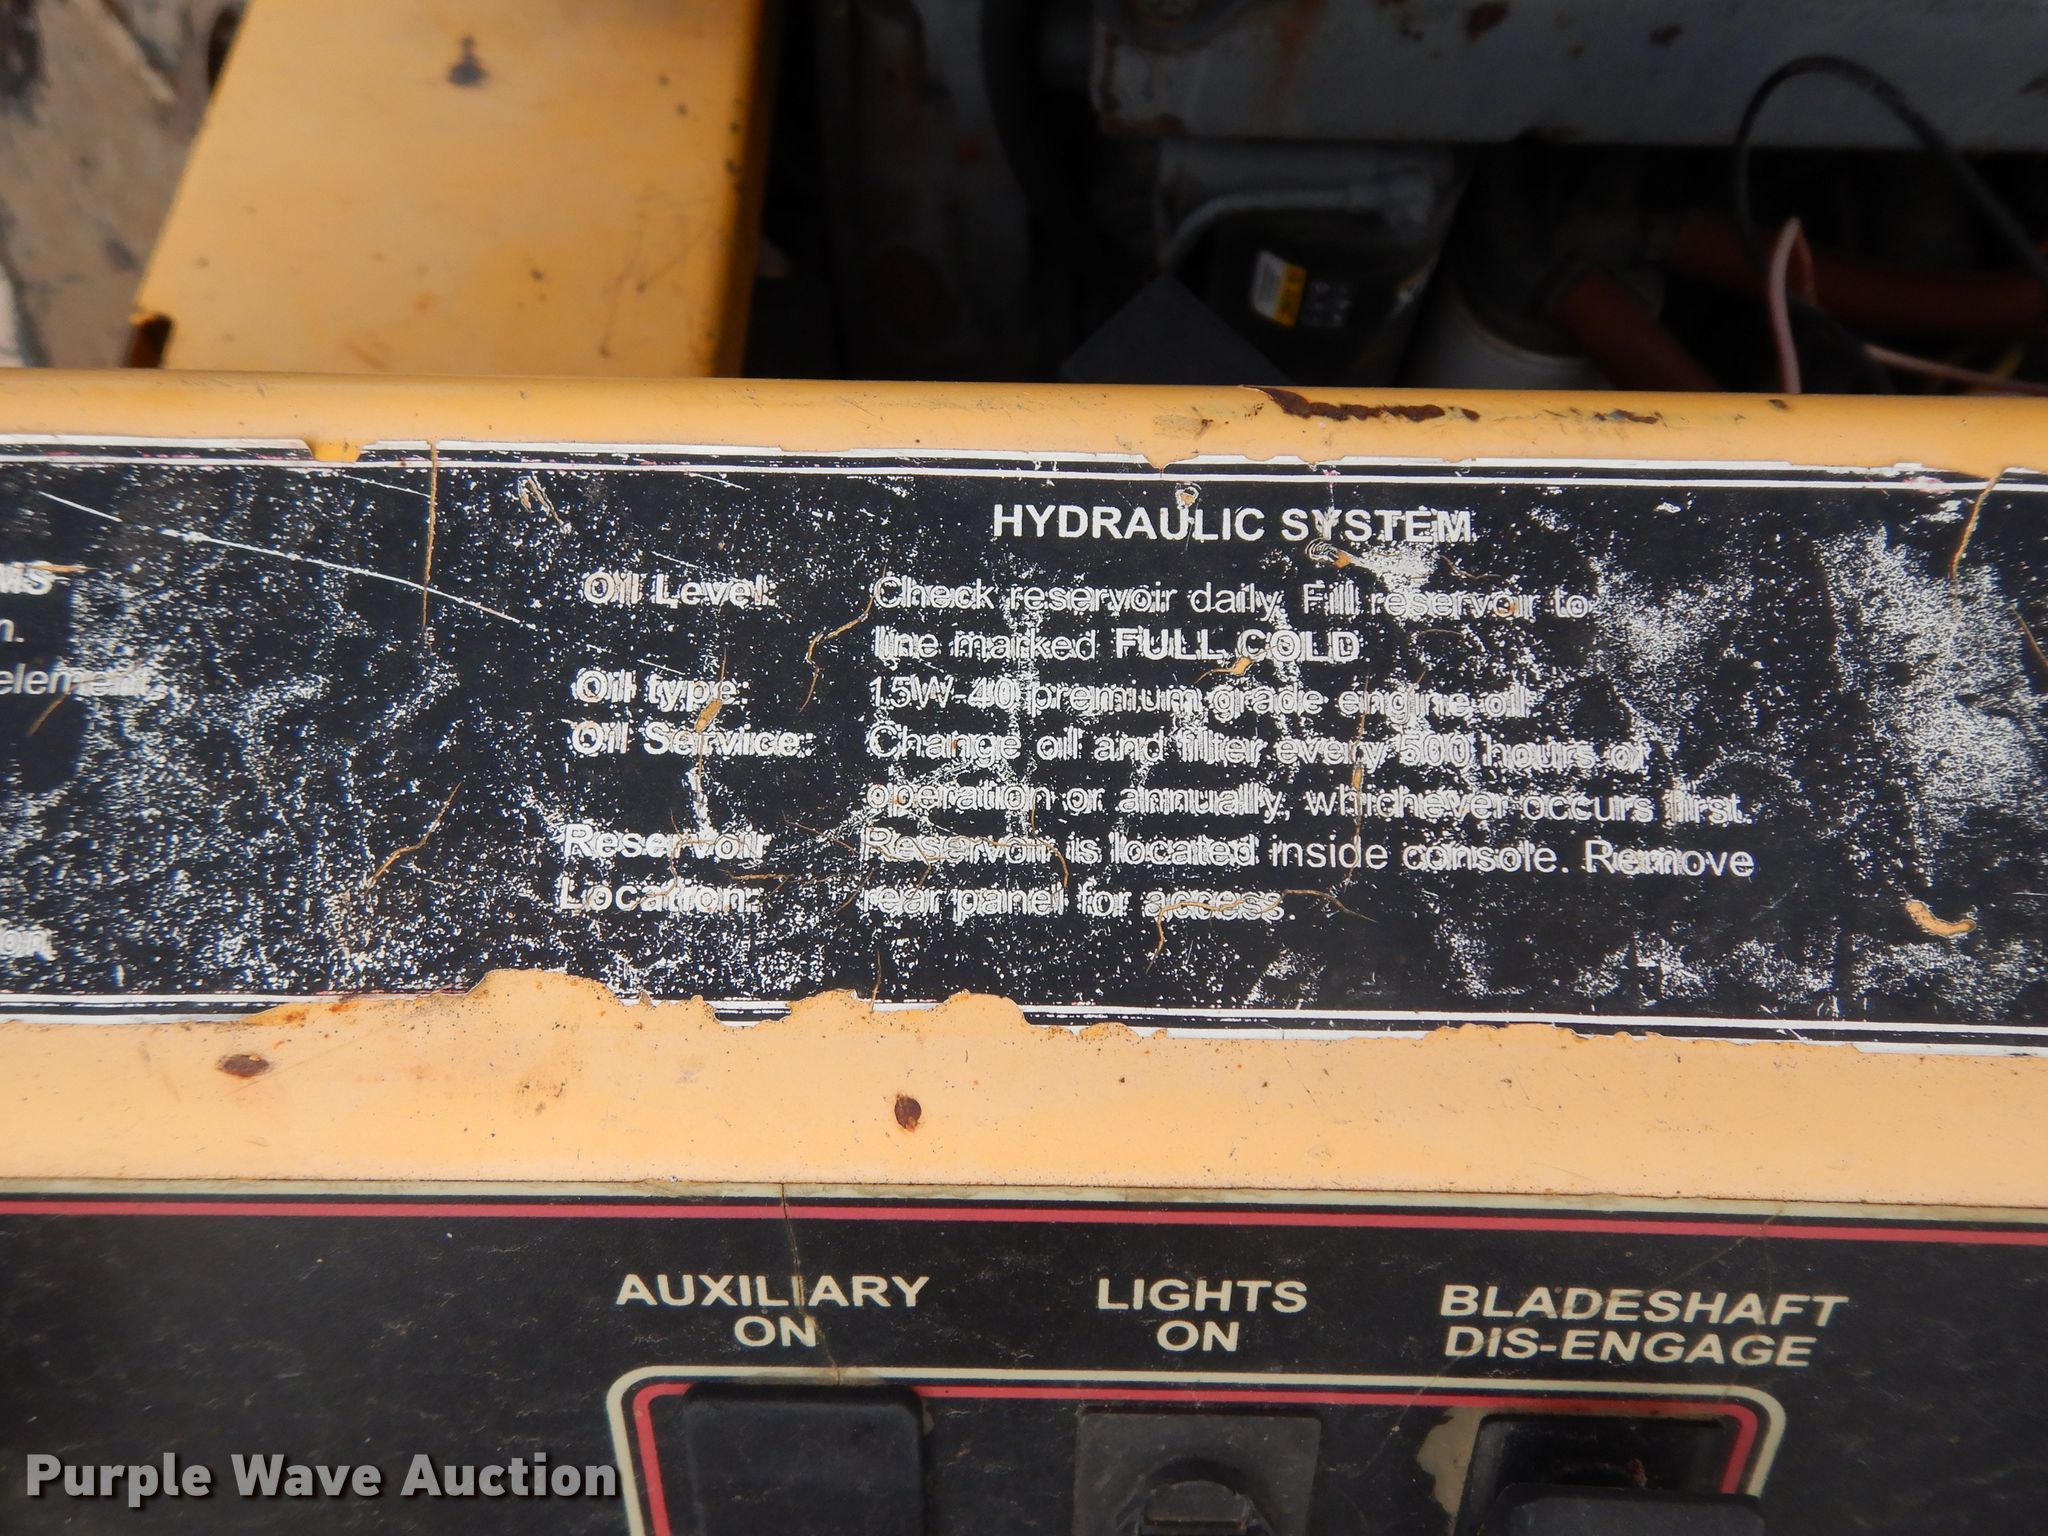 HYDRAULIC SYSTEM
Oil Level: Check reservoir daily. Fill reservoir to
line marked FULL COLD.
Oil type: 15W-40 premium grade engine oil
Oil Service: Change oil and filter every 500 hours of
operation or annually, whichever occurs first.
Reservoir Reservoir is located inside console. Remove
Location: rear panel for access.
element.
AUXILIARY
ON
LIGHTS
ON
BLADESHAFT
DIS-ENGAGE
Purple Wave Auction